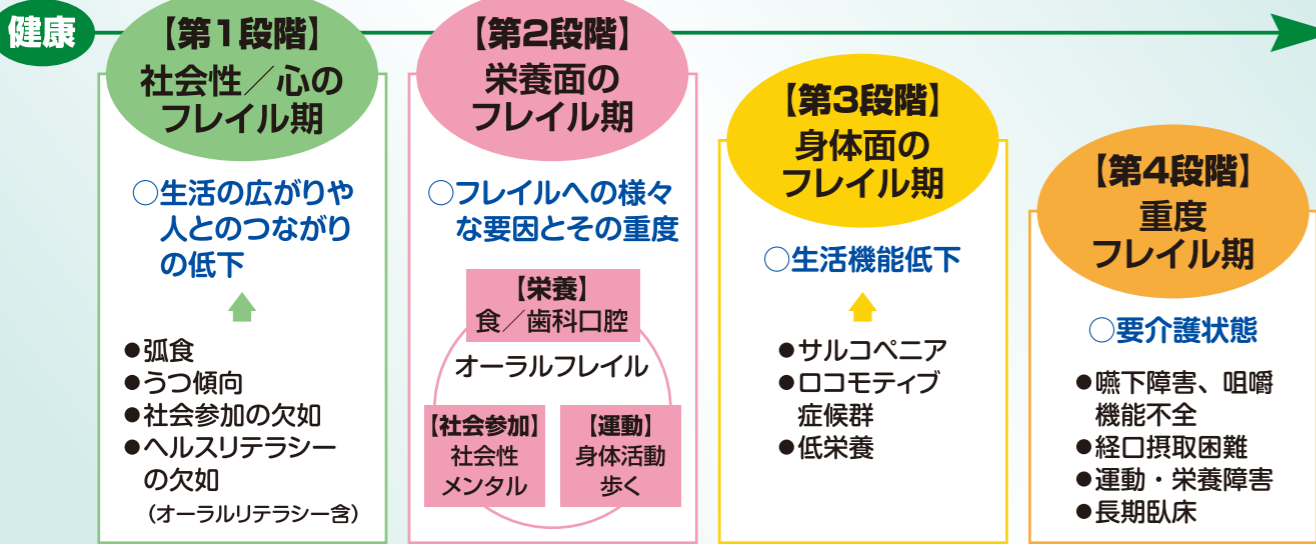 健康
【第1段階】
社会性／心の
フレイル期
○生活の広がりや
人とのつながり
の低下
●弧食
●うつ傾向
●社会参加の欠如
●ヘルスリテラシー
の欠如
（オーラルリテラシー含）
【第2段階】
栄養面の
フレイル期
○フレイルへの様々
な要因とその重度
【栄養】
食／歯科口腔
オーラルフレイル
【社会参加】
社会性
メンタル
【運動】
身体活動
歩く
【第3段階】
身体面の
フレイル期
○生活機能低下
●サルコペニア
●ロコモティブ
症候群
●低栄養
【第4段階】
重度
フレイル期
○要介護状態
●嚥下障害、咀嚼
機能不全
●経口摂取困難
●運動・栄養障害
●長期臥床